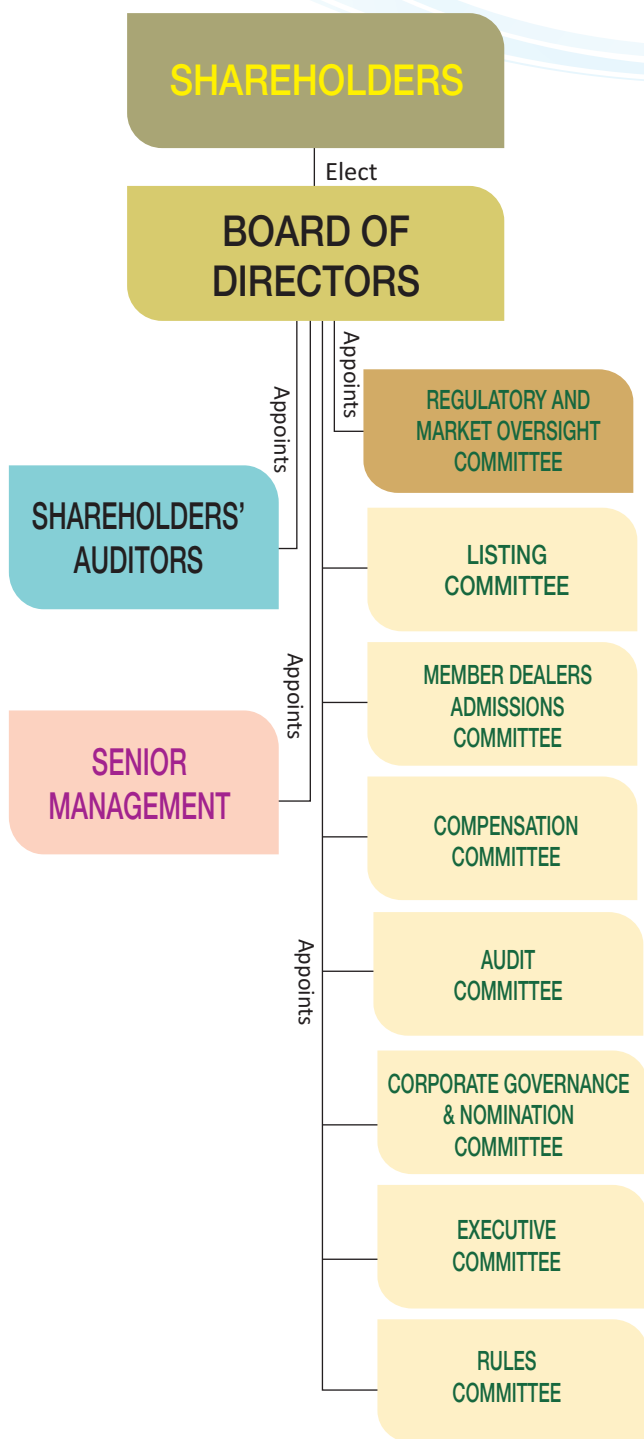 SHAREHOLDERS
Elect
BOARD OF
DIRECTORS
Appoints
REGULATORY AND
MARKET OVERSIGHT
COMMITTEE
Appoints
SHAREHOLDERS’
AUDITORS
LISTING
COMMITTEE
Appoints
MEMBER DEALERS
ADMISSIONS
COMMITTEE
SENIOR
MANAGEMENT
COMPENSATION
COMMITTEE
Appoints
AUDIT
COMMITTEE
CORPORATE GOVERNANCE
& NOMINATION
COMMITTEE
EXECUTIVE
COMMITTEE
RULES
COMMITTEE